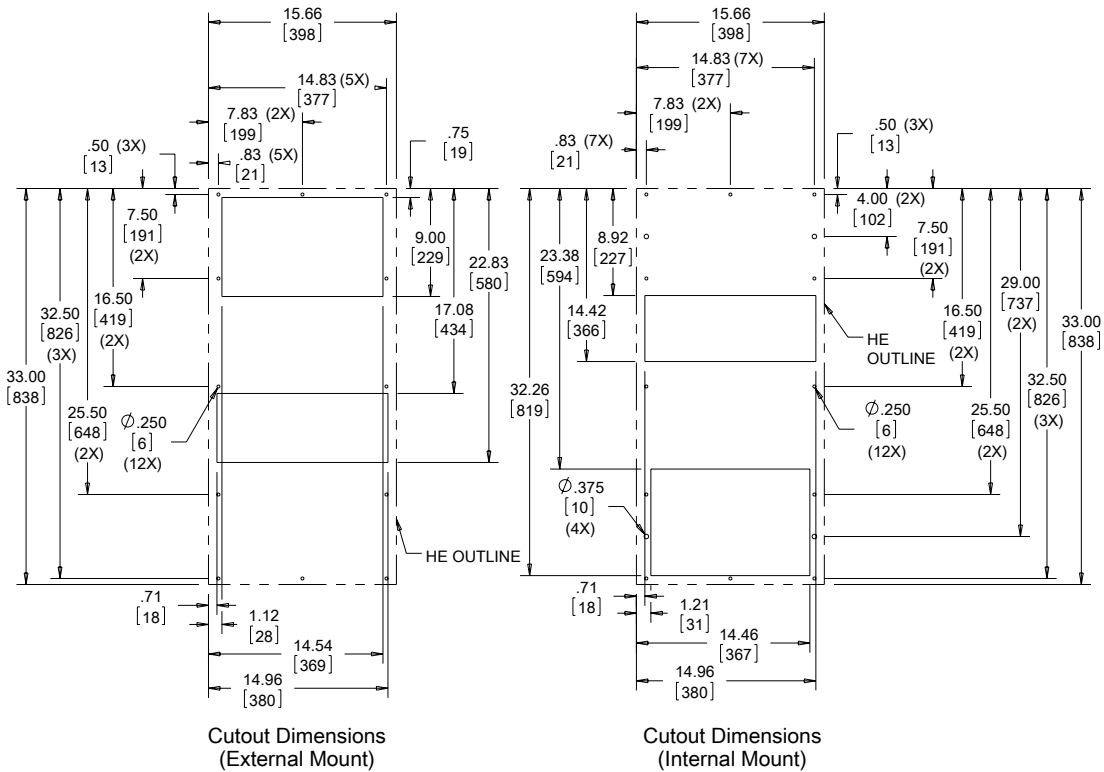 15.66
[398]
14.83 (5X)
[377]
7.83 (2X)
[199]
.50 (3X)
[13]
.83 (5X)
[21]
.75
[19]
7.50
[191]
(2X)
9.00
[229]
22.83
[580]
16.50
[419]
(2X)
17.08
[434]
32.50
[826]
(3X)
33.00
[838]
25.50
[648]
(2X)
Ø.250
[6]
(12X)
HE OUTLINE
.71
[18]
1.12
[28]
14.54
[369]
14.96
[380]
Cutout Dimensions
(External Mount)
15.66
[398]
14.83 (7X)
[377]
7.83 (2X)
[199]
.83 (7X)
[21]
.50 (3X)
[13]
4.00 (2X)
[102]
7.50
[191]
(2X)
8.92
[227]
23.38
[594]
14.42
[366]
29.00
[737]
(2X)
16.50
[419]
(2X)
33.00
[838]
HE
OUTLINE
32.26
[819]
32.50
[826]
(3X)
25.50
[648]
(2X)
Ø.250
[6]
(12X)
Ø.375
[10]
(4X)
.71
[18]
1.21
[31]
14.46
[367]
14.96
[380]
Cutout Dimensions
(Internal Mount)